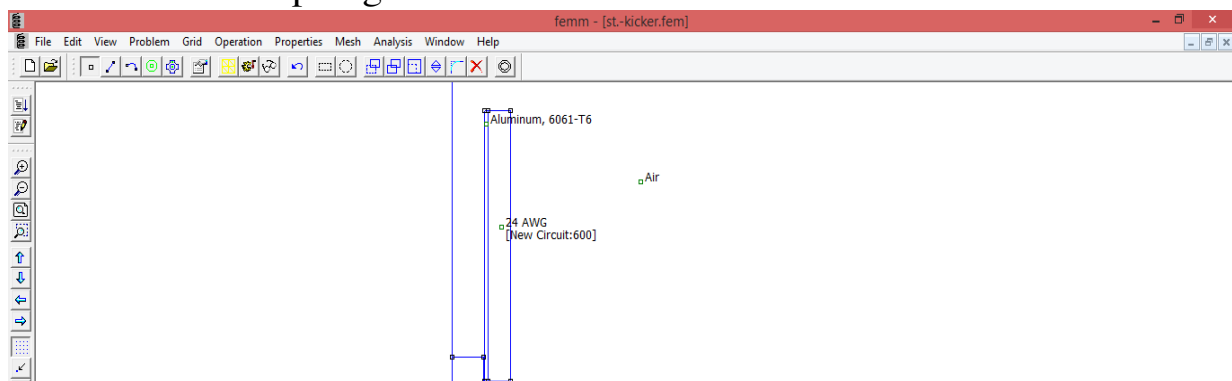 femm - [st.-kicker.fem]
File Edit View Problem Grid Operation Properties Mesh Analysis Window Help
Aluminum, 6061-T6
Air
24 AWG
[New Circuit:600]